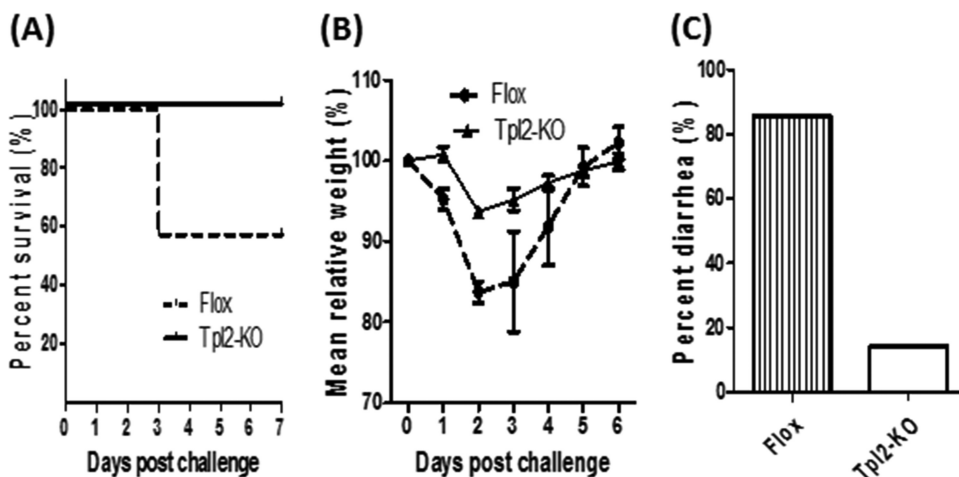 (A)
Percent survival (%)
100
80
60
40
20
Flox
Tpl2-KO
0 1 2 3 4 5 6 7
Days post challenge
(B)
Mean relative weight (%)
110
100
90
80
70
Flox
Tpl2-KO
0 1 2 3 4 5 6
Days post challenge
(C)
Percent diarrhea (%)
100
80
60
40
20
0
Flox
Tpl2-KO